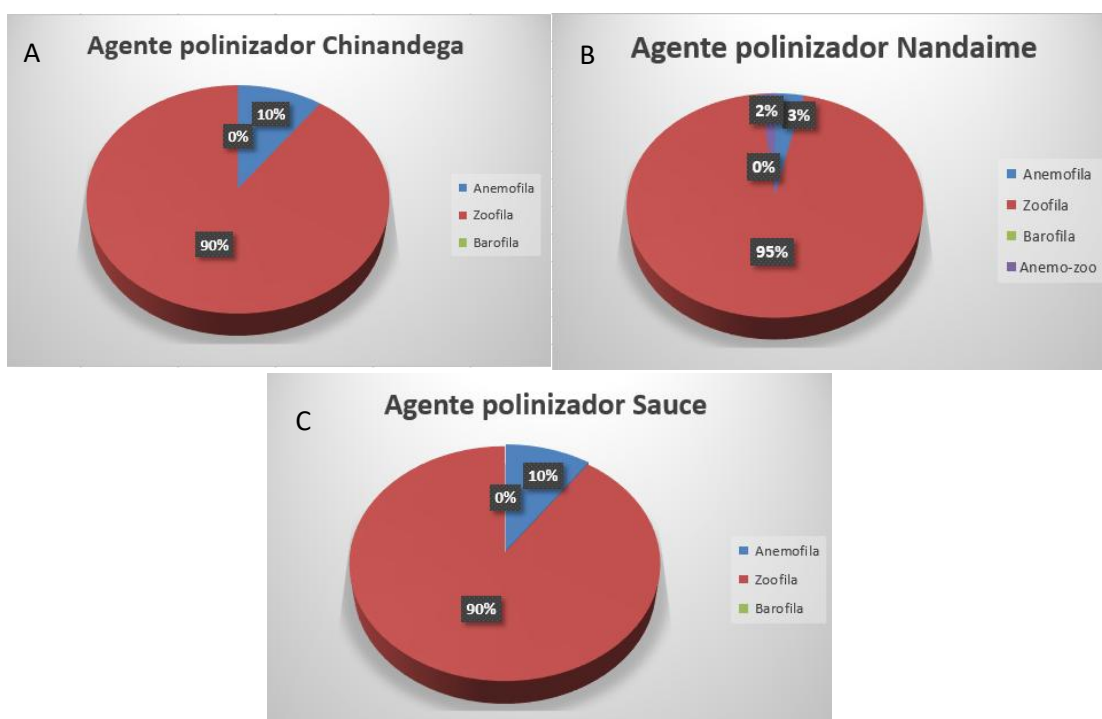 A
Agente polinizador Chinandega
10%
0%
90%
Anemofila
Zoofila
Barofila
B
Agente polinizador Nandaime
2%
3%
0%
95%
Anemofila
Zoofila
Barofila
Anemo-zoo
C
Agente polinizador Sauce
10%
0%
90%
Anemofila
Zoofila
Barofila